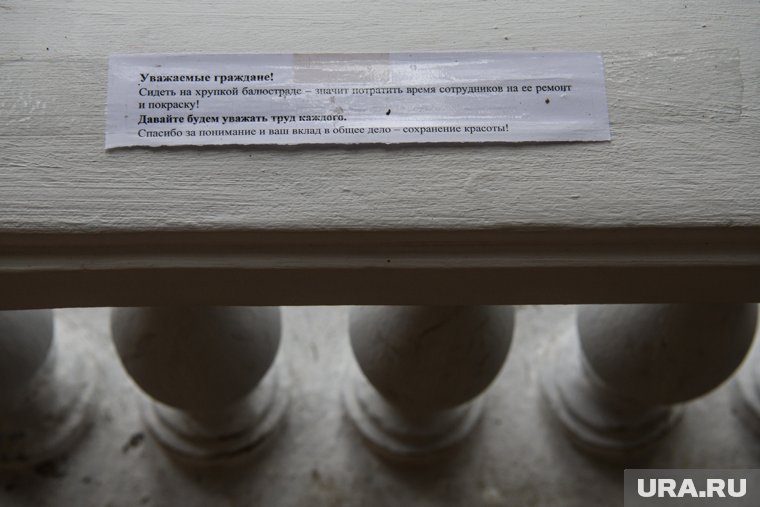 Уважаемые граждане!
Сидеть на хрупкой балюстраде – значит потратить время сотрудников на ее ремонт
и покраску!
Давайте будем уважать труд каждого.
Спасибо за понимание и ваш вклад в общее дело – сохранение красоты!
URA.RU